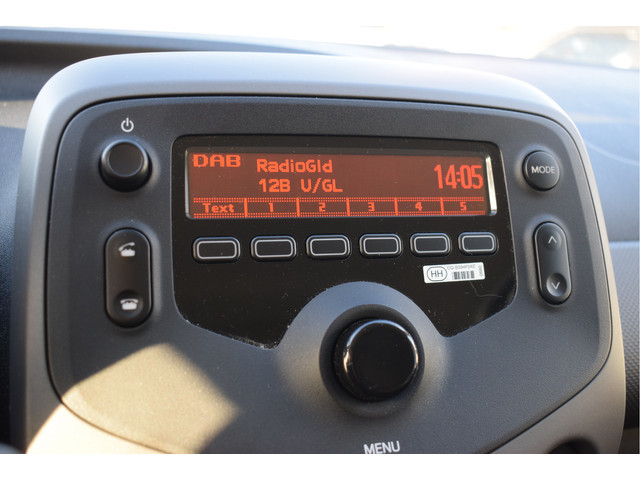 DAB RadioGld 14:05
12B U/GL
Text 1 2 3 4 5
MODE
HH
MENU